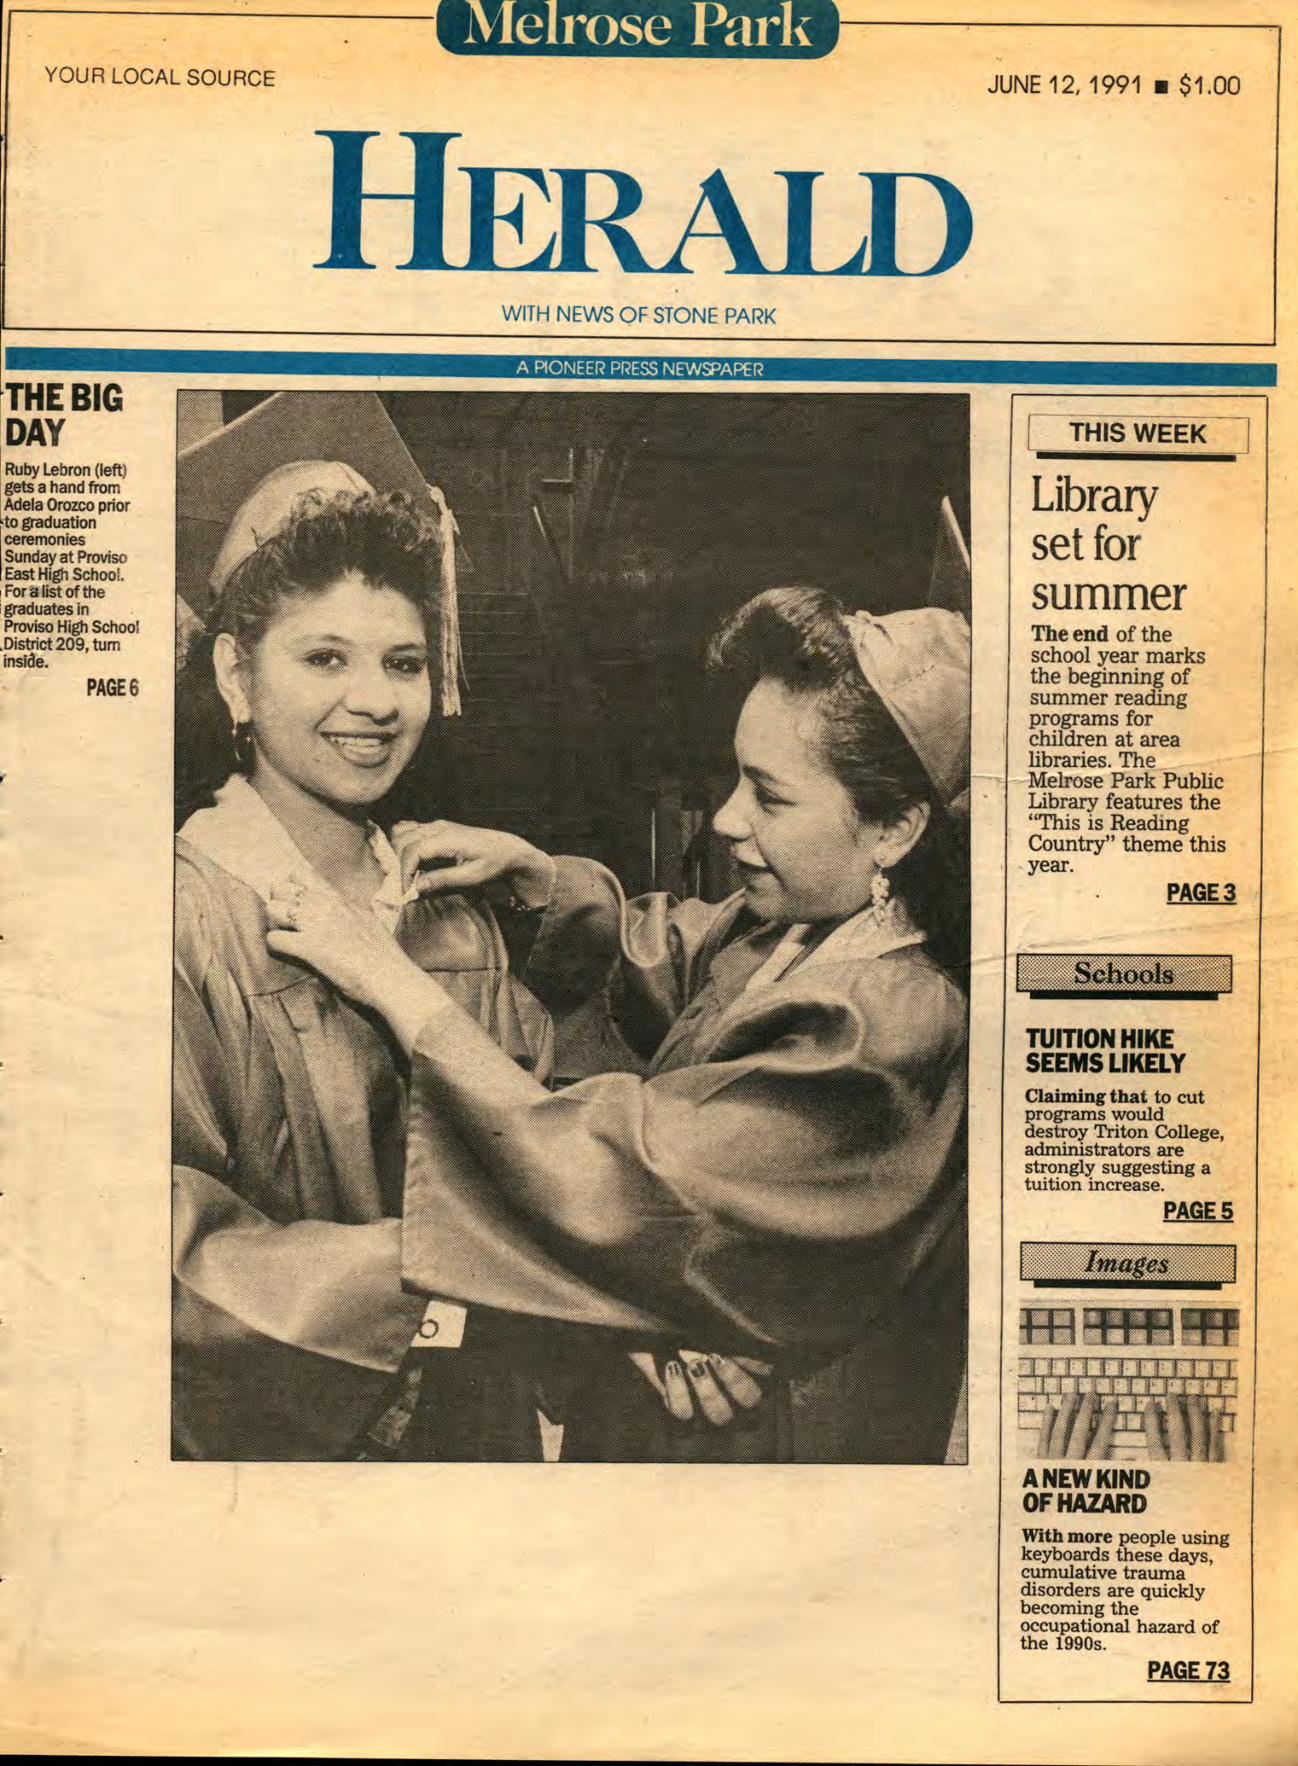 Melrose Park
YOUR LOCAL SOURCE
JUNE 12, 1991 ■ $1.00
HERALD
WITH NEWS OF STONE PARK
A PIONEER PRESS NEWSPAPER
THE BIG
DAY
Ruby Lebron (left)
gets a hand from
Adela Orozco prior
to graduation
ceremonies
Sunday at Proviso
East High School.
For a list of the
graduates in
Proviso High School
District 209, turn
inside.
PAGE 6
THIS WEEK
Library
set for
summer
The end of the
school year marks
the beginning of
summer reading
programs for
children at area
libraries. The
Melrose Park Public
Library features the
“This is Reading
Country” theme this
year.
PAGE 3
Schools
TUITION HIKE
SEEMS LIKELY
Claiming that to cut
programs would
destroy Triton College,
administrators are
strongly suggesting a
tuition increase.
PAGE 5
Images
A NEW KIND
OF HAZARD
With more people using
keyboards these days,
cumulative trauma
disorders are quickly
becoming the
occupational hazard of
the 1990s.
PAGE 73